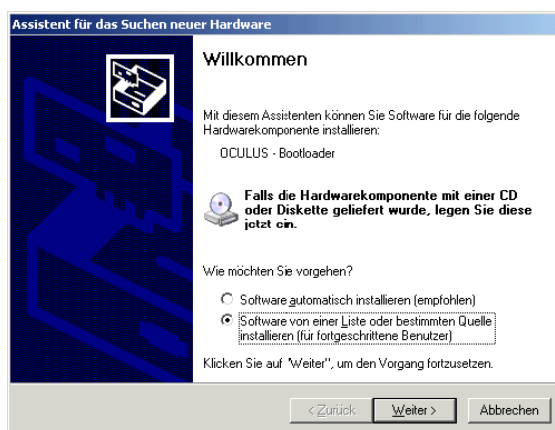 Assistent für das Suchen neuer Hardware
Willkommen
Mit diesem Assistenten können Sie Software für die folgende
Hardwarekomponente installieren:
OCULUS - Bootloader
Falls die Hardwarekomponente mit einer CD
oder Diskette geliefert wurde, legen Sie diese
jetzt ein.
Wie möchten Sie vorgehen?
Software automatisch installieren (empfohlen)
Software von einer Liste oder bestimmten Quelle
installieren (für fortgeschrittene Benutzer)
Klicken Sie auf "Weiter", um den Vorgang fortzusetzen.
< Zurück Weiter > Abbrechen